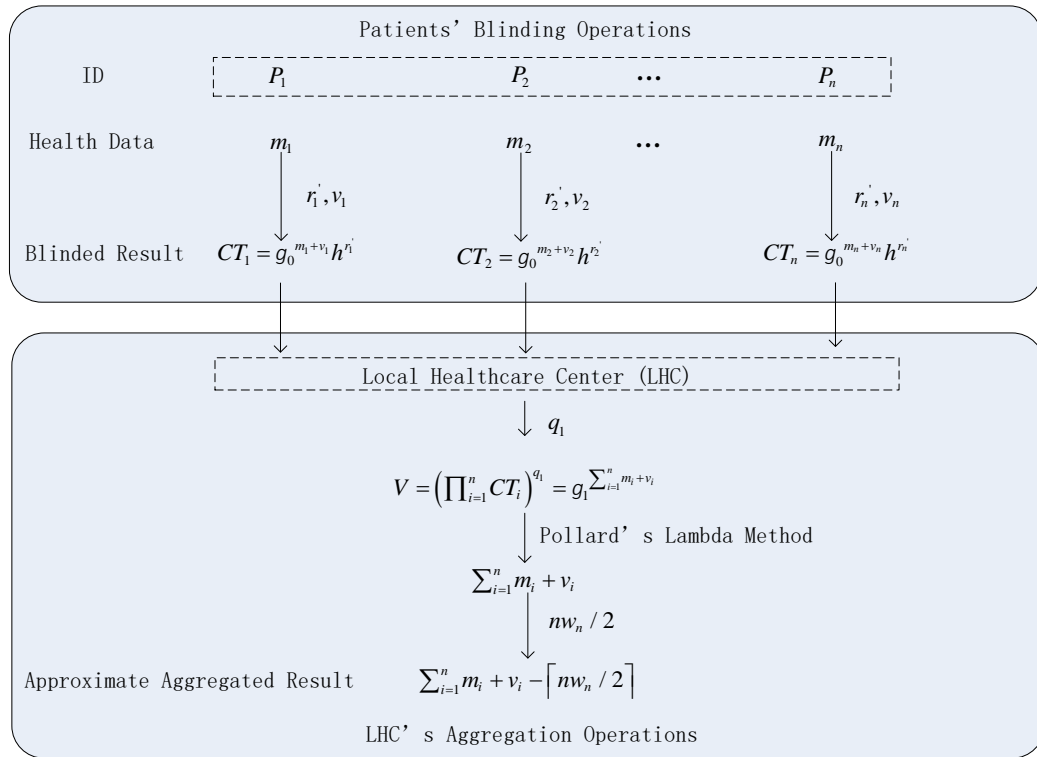 Patients' Blinding Operations
ID P₁ P₂ ••• Pₙ
Health Data m₁ m₂ ••• mₙ
r₁', v₁ r₂', v₂ rₙ', vₙ
Blinded Result CT₁ = g₀^{m₁+v₁} h^{r₁'} CT₂ = g₀^{m₂+v₂} h^{r₂'} CTₙ = g₀^{mₙ+vₙ} h^{rₙ'}
Local Healthcare Center (LHC)
q₁
V = (∏_{i=1}^{n} CTᵢ)^{q₁} = g₁^{∑_{i=1}^{n} mᵢ+vᵢ}
Pollard's Lambda Method
∑_{i=1}^{n} mᵢ + vᵢ
nwₙ / 2
Approximate Aggregated Result ∑_{i=1}^{n} mᵢ + vᵢ − ⌈nwₙ / 2⌉
LHC's Aggregation Operations